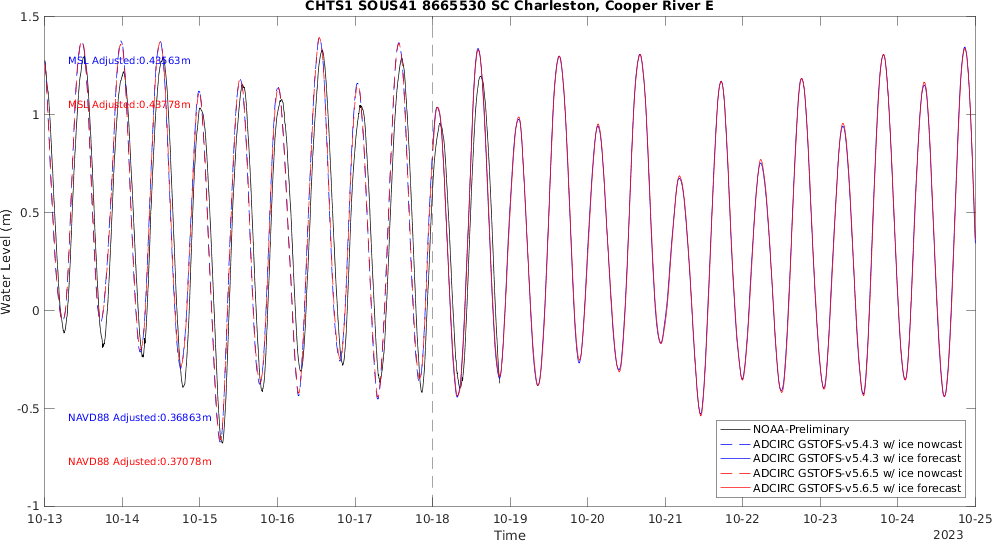 CHTS1 SOUS41 8665530 SC Charleston, Cooper River E
1.5
1
0.5
0
-0.5
-1
Water Level (m)
MSL Adjusted:0.43563m
MSL Adjusted:0.43778m
NAVD88 Adjusted:0.36863m
NAVD88 Adjusted:0.37078m
NOAA-Preliminary
ADCIRC GSTOFS-v5.4.3 w/ ice nowcast
ADCIRC GSTOFS-v5.4.3 w/ ice forecast
ADCIRC GSTOFS-v5.6.5 w/ ice nowcast
ADCIRC GSTOFS-v5.6.5 w/ ice forecast
10-13 10-14 10-15 10-16 10-17 10-18 10-19 10-20 10-21 10-22 10-23 10-24 10-25
Time
2023